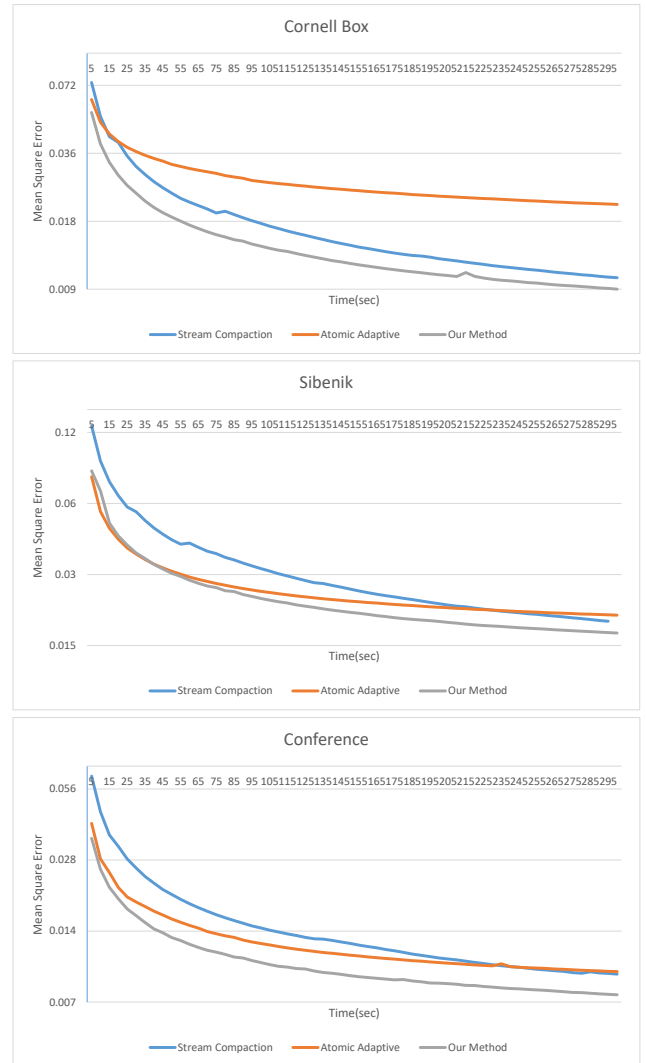 Cornell Box
5 15 25 35 45 55 65 75 85 95 105115125135145155165175185195205215225235245255265275285295
0.072
0.036
0.018
0.009
Mean Square Error
Time(sec)
Stream Compaction Atomic Adaptive Our Method
Sibenik
5 15 25 35 45 55 65 75 85 95 105115125135145155165175185195205215225235245255265275285295
0.12
0.06
0.03
0.015
Mean Square Error
Time(sec)
Stream Compaction Atomic Adaptive Our Method
Conference
5 15 25 35 45 55 65 75 85 95 105115125135145155165175185195205215225235245255265275285295
0.056
0.028
0.014
0.007
Mean Square Error
Time(sec)
Stream Compaction Atomic Adaptive Our Method